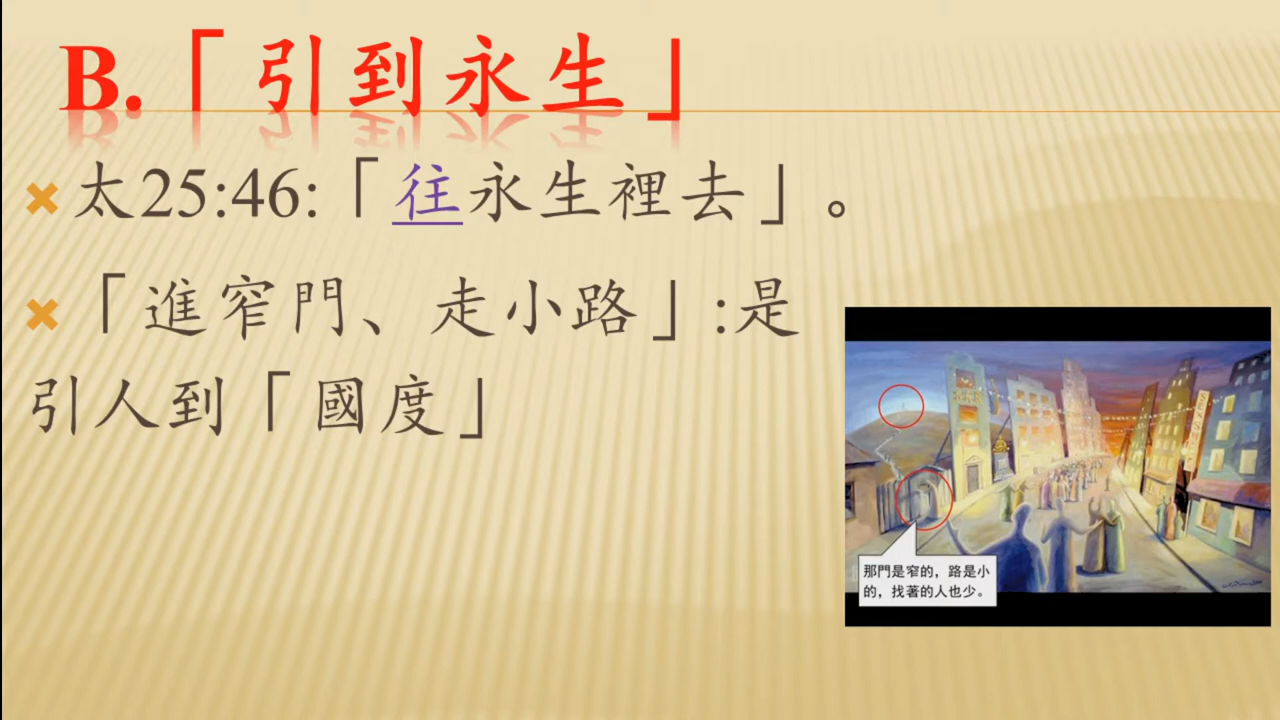 B.「引到永生」
太25:46:「往永生裡去」。
「進窄門、走小路」:是
引人到「國度」
那門是窄的，路是小
的，找著的人也少。